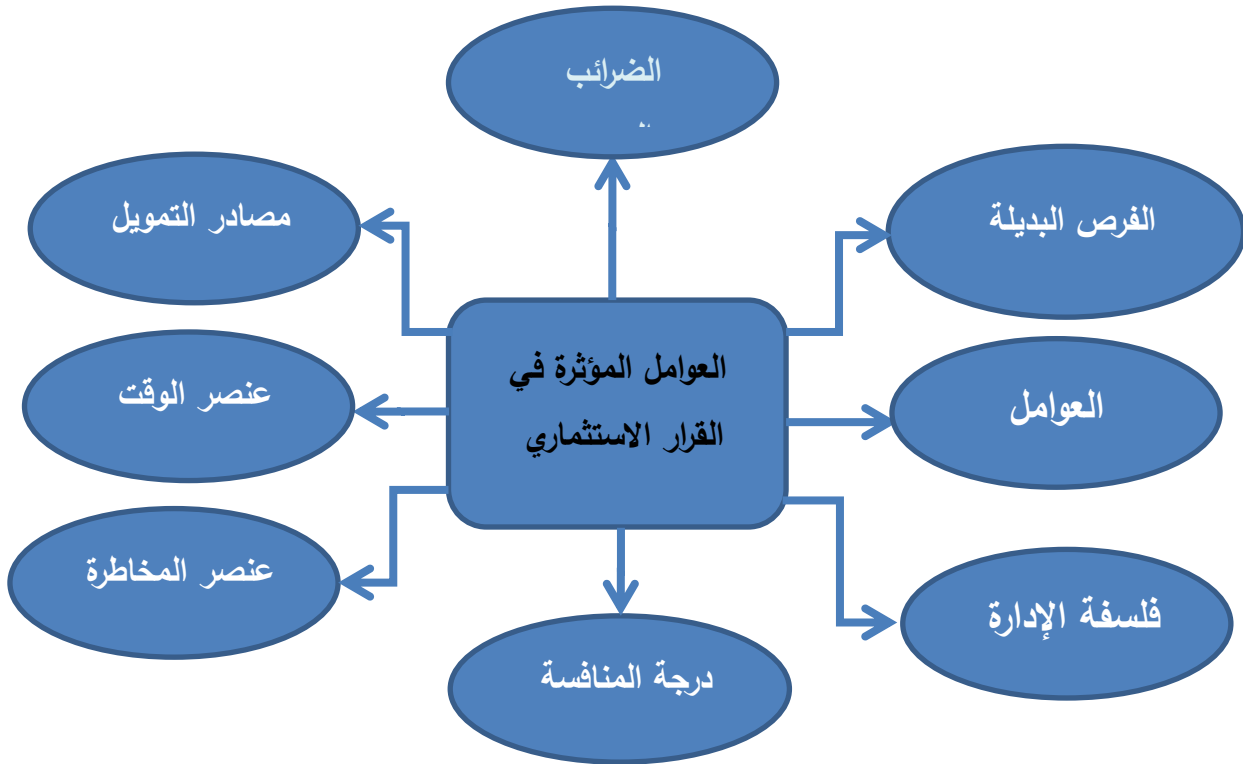 الضرائب
الفرص البديلة
مصادر التمويل
العوامل المؤثرة في
القرار الاستثماري
عنصر الوقت
العوامل
عنصر المخاطرة
فلسفة الإدارة
درجة المنافسة